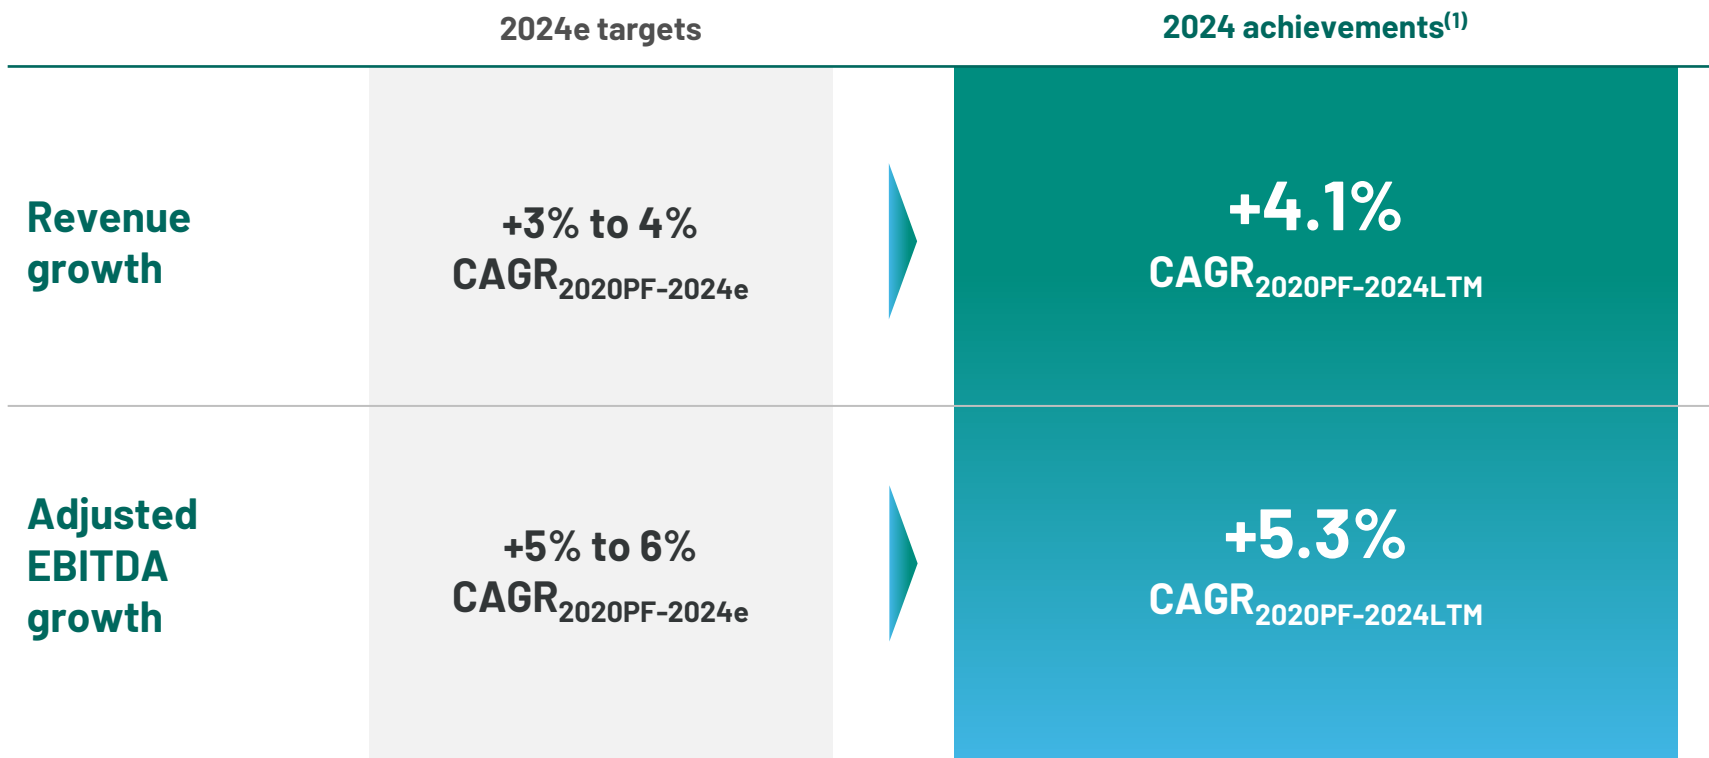 2024e targets
2024 achievements(1)
Revenue
growth
+3% to 4%
CAGR2020PF-2024e
+4.1%
CAGR2020PF-2024LTM
Adjusted
EBITDA
growth
+5% to 6%
CAGR2020PF-2024e
+5.3%
CAGR2020PF-2024LTM